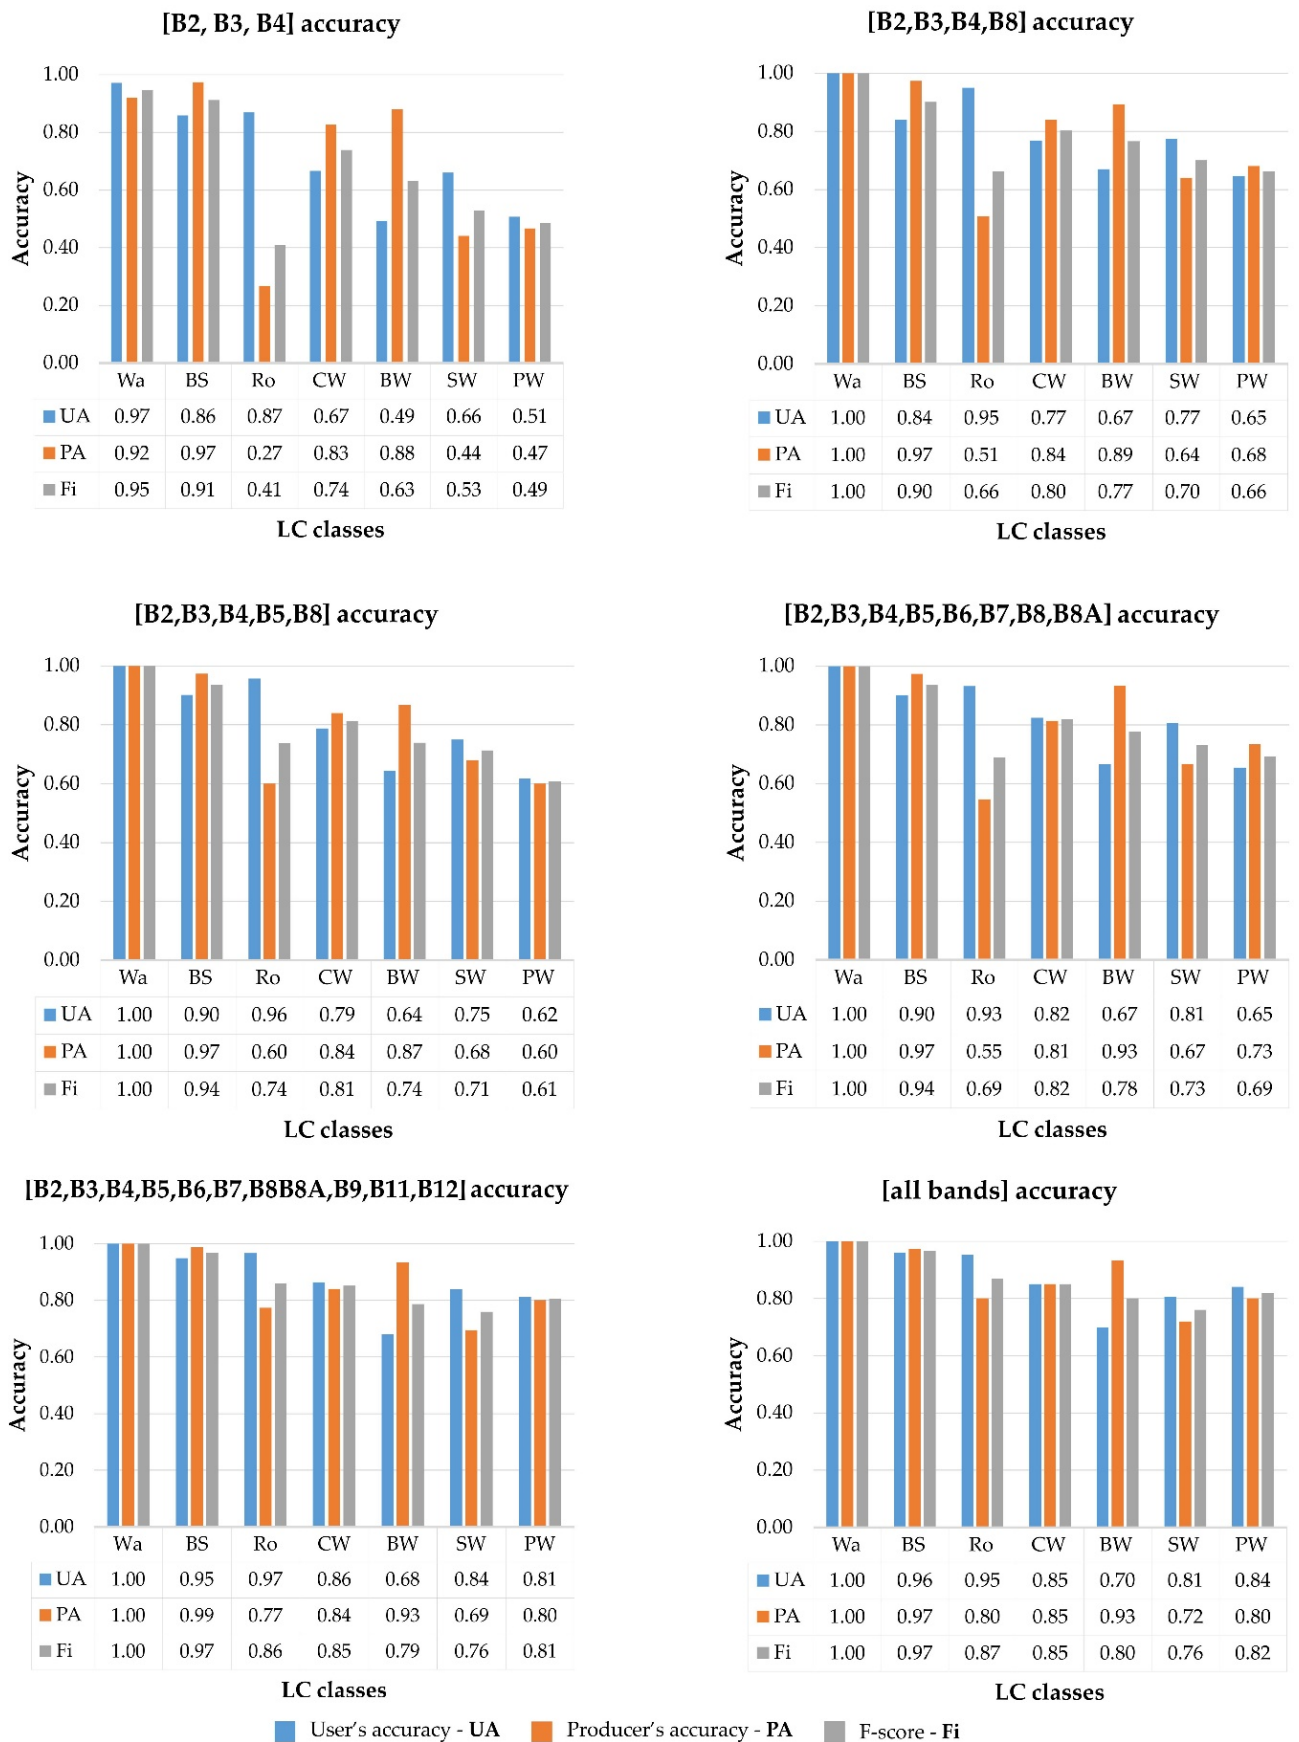 [B2, B3, B4] accuracy
1.00
0.80
0.60
0.40
0.20
0.00
Accuracy
Wa BS Ro CW BW SW PW
UA 0.97 0.86 0.87 0.67 0.49 0.66 0.51
PA 0.92 0.97 0.27 0.83 0.88 0.44 0.47
Fi 0.95 0.91 0.41 0.74 0.63 0.53 0.49
LC classes
[B2,B3,B4,B8] accuracy
1.00
0.80
0.60
0.40
0.20
0.00
Accuracy
Wa BS Ro CW BW SW PW
UA 1.00 0.84 0.95 0.77 0.67 0.77 0.65
PA 1.00 0.97 0.51 0.84 0.89 0.64 0.68
Fi 1.00 0.90 0.66 0.80 0.77 0.70 0.66
LC classes
[B2,B3,B4,B5,B8] accuracy
1.00
0.80
0.60
0.40
0.20
0.00
Accuracy
Wa BS Ro CW BW SW PW
UA 1.00 0.90 0.96 0.79 0.64 0.75 0.62
PA 1.00 0.97 0.60 0.84 0.87 0.68 0.60
Fi 1.00 0.94 0.74 0.81 0.74 0.71 0.61
LC classes
[B2,B3,B4,B5,B6,B7,B8,B8A] accuracy
1.00
0.80
0.60
0.40
0.20
0.00
Accuracy
Wa BS Ro CW BW SW PW
UA 1.00 0.90 0.93 0.82 0.67 0.81 0.65
PA 1.00 0.97 0.55 0.81 0.93 0.67 0.73
Fi 1.00 0.94 0.69 0.82 0.78 0.73 0.69
LC classes
[B2,B3,B4,B5,B6,B7,B8B8A,B9,B11,B12] accuracy
1.00
0.80
0.60
0.40
0.20
0.00
Accuracy
Wa BS Ro CW BW SW PW
UA 1.00 0.95 0.97 0.86 0.68 0.84 0.81
PA 1.00 0.99 0.77 0.84 0.93 0.69 0.80
Fi 1.00 0.97 0.86 0.85 0.79 0.76 0.81
LC classes
[all bands] accuracy
1.00
0.80
0.60
0.40
0.20
0.00
Accuracy
Wa BS Ro CW BW SW PW
UA 1.00 0.96 0.95 0.85 0.70 0.81 0.84
PA 1.00 0.97 0.80 0.85 0.93 0.72 0.80
Fi 1.00 0.97 0.87 0.85 0.80 0.76 0.82
LC classes
User's accuracy - UA Producer's accuracy - PA F-score - Fi